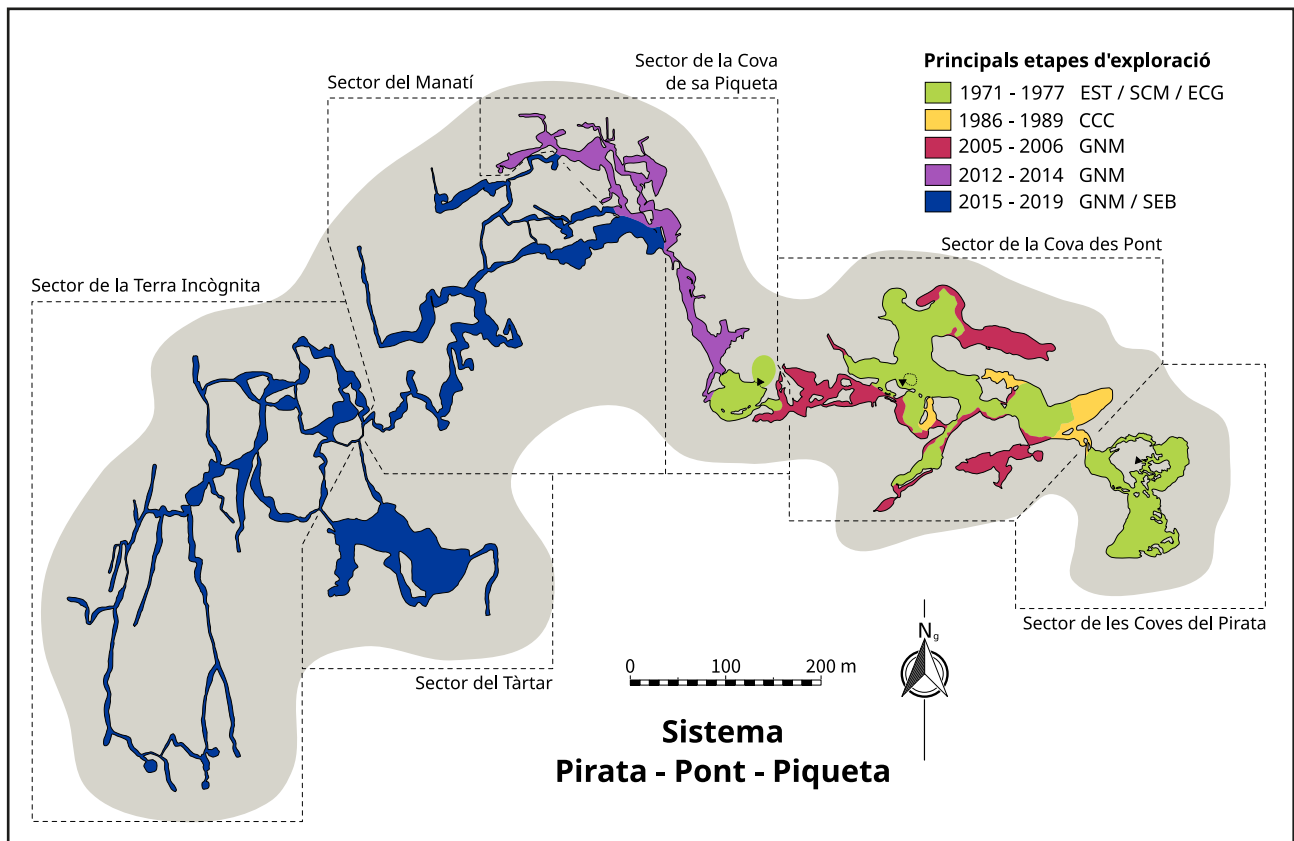 Sector de la Cova
de sa Piqueta
Sector del Manatí
Principals etapes d'exploració
1971 - 1977 EST / SCM / ECG
1986 - 1989 CCC
2005 - 2006 GNM
2012 - 2014 GNM
2015 - 2019 GNM / SEB
Sector de la Cova des Pont
Sector de la Terra Incògnita
Sector de les Coves del Pirata
Sector del Tàrtar
0 100 200 m
Ng
Sistema
Pirata - Pont - Piqueta